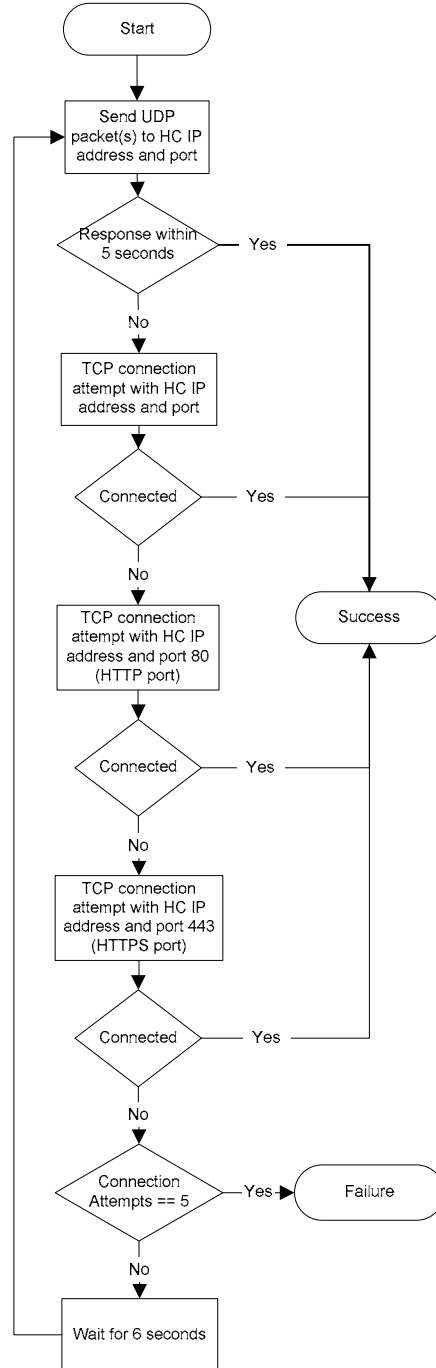 Start
Send UDP
packet(s) to HC IP
address and port
Response within
5 seconds
Yes
No
TCP connection
attempt with HC IP
address and port
Connected
Yes
No
TCP connection
attempt with HC IP
address and port 80
(HTTP port)
Success
Connected
Yes
No
TCP connection
attempt with HC IP
address and port 443
(HTTPS port)
Connected
Yes
No
Connection
Attempts == 5
Yes
Failure
No
Wait for 6 seconds